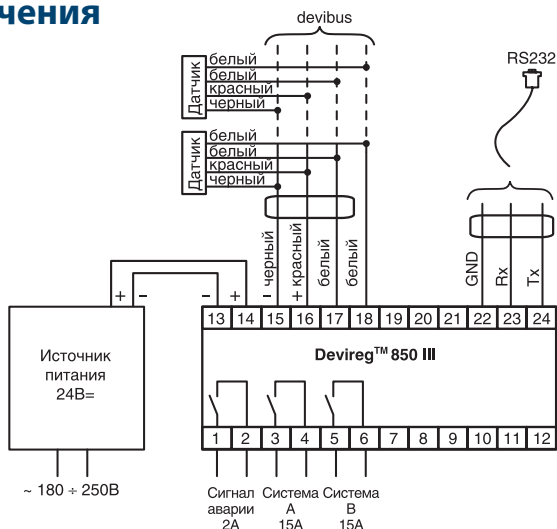 чения
devibus
RS232
Датчик
белый
белый
красный
черный
Датчик
белый
белый
красный
черный
- черный
+ красный
белый
белый
GND
Rx
Tx
+ -
- +
13 14 15 16 17 18 19 20 21 22 23 24
Источник
питания
24В=
Devireg™ 850 III
1 2 3 4 5 6 7 8 9 10 11 12
~ 180 ÷ 250В
Сигнал
аварии
2А
Система
А
15А
Система
В
15А